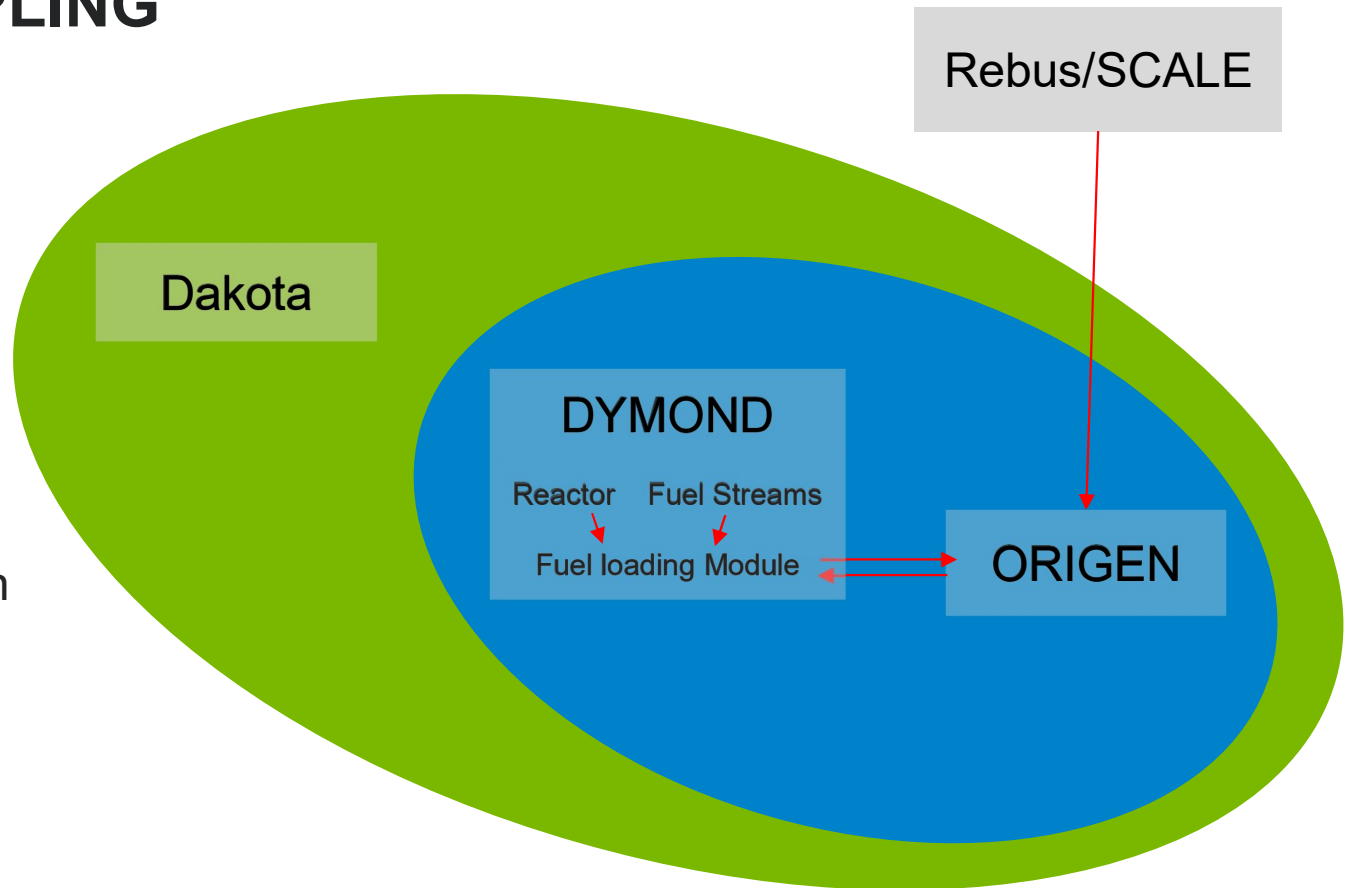 PLING
Rebus/SCALE
Dakota
DYMOND
Reactor Fuel Streams
Fuel loading Module
ORIGEN
n